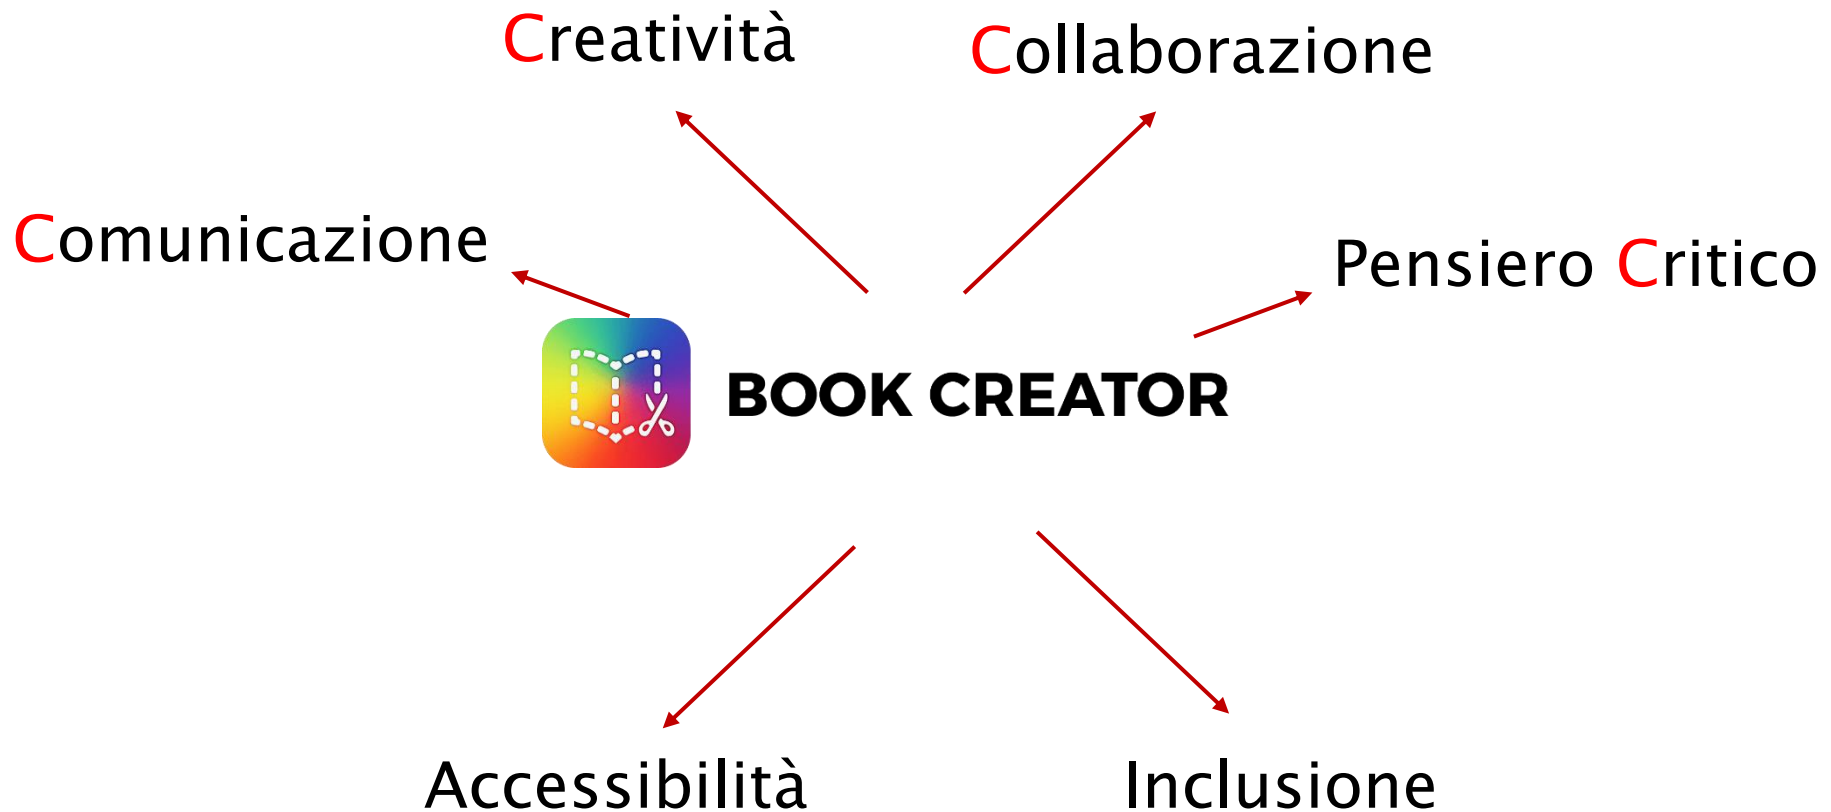 Creatività
Collaborazione
Comunicazione
Pensiero Critico
BOOK CREATOR
Accessibilità
Inclusione